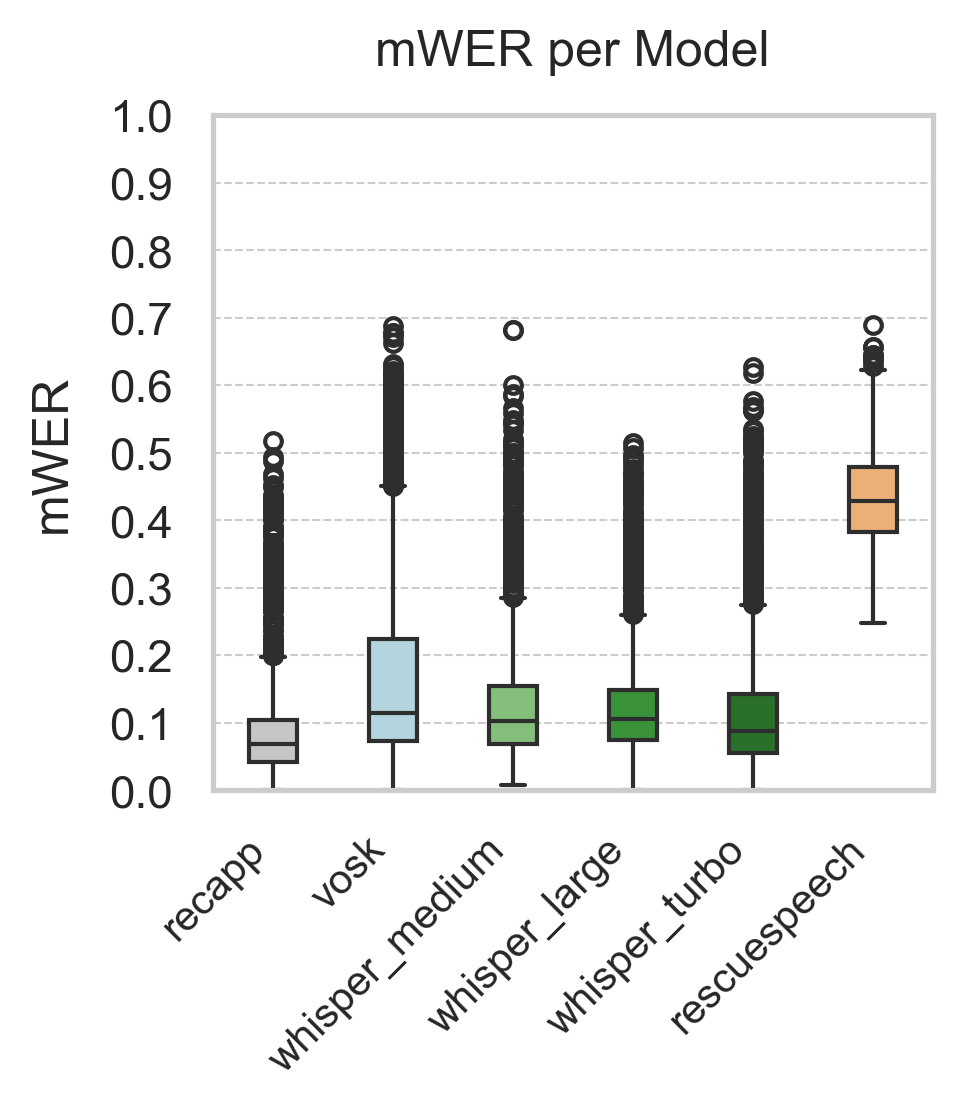 mWER per Model
mWER
1.0
0.9
0.8
0.7
0.6
0.5
0.4
0.3
0.2
0.1
0.0
recapp
vosk
whisper_medium
whisper_large
whisper_turbo
rescuespeech